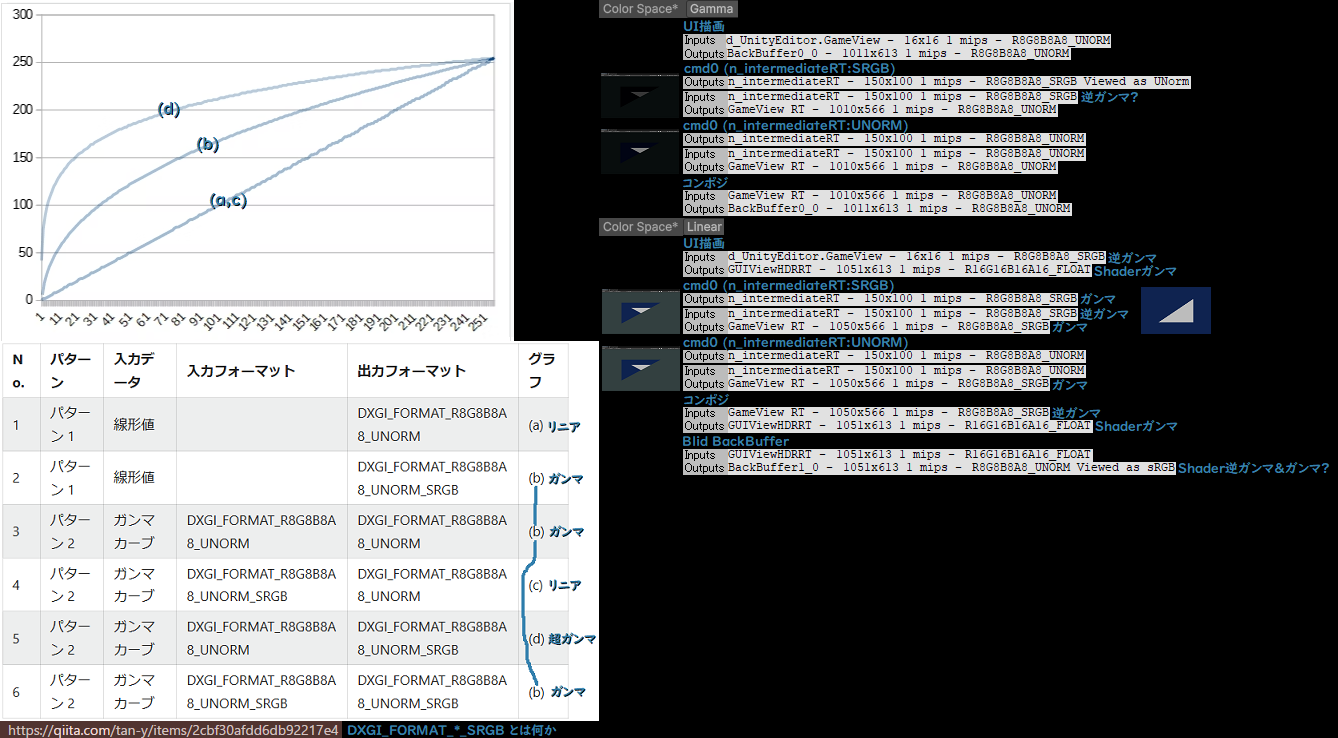 300
250
200
150
100
50
0
(d)
(b)
(a,c)
1
11
21
31
41
51
61
71
81
91
101
111
121
131
141
151
161
171
181
191
201
211
221
231
241
251
No. パターン 入力データ 入力フォーマット 出力フォーマット グラフ
1 パターン1 線形値 DXGI_FORMAT_R8G8B8A8_UNORM (a) リニア
2 パターン1 線形値 DXGI_FORMAT_R8G8B8A8_UNORM_SRGB (b) ガンマ
3 パターン2 ガンマカーブ DXGI_FORMAT_R8G8B8A8_UNORM DXGI_FORMAT_R8G8B8A8_UNORM (b) ガンマ
4 パターン2 ガンマカーブ DXGI_FORMAT_R8G8B8A8_UNORM_SRGB DXGI_FORMAT_R8G8B8A8_UNORM (c) リニア
5 パターン2 ガンマカーブ DXGI_FORMAT_R8G8B8A8_UNORM DXGI_FORMAT_R8G8B8A8_UNORM_SRGB (d) 超ガンマ
6 パターン2 ガンマカーブ DXGI_FORMAT_R8G8B8A8_UNORM_SRGB DXGI_FORMAT_R8G8B8A8_UNORM_SRGB (b) ガンマ
https://qiita.com/tan-y/items/2cbf30afdd6db92217e4 DXGI_FORMAT_*_SRGB とは何か
Color Space* Gamma
UI描画
Inputs d_UnityEditor.GameView - 16x16 1 mips - R8G8B8A8_UNORM
Outputs BackBuffer0_0 - 1011x613 1 mips - R8G8B8A8_UNORM
cmd0 (n_intermediateRT:SRGB)
Outputs n_intermediateRT - 150x100 1 mips - R8G8B8A8_SRGB Viewed as UNorm
Inputs n_intermediateRT - 150x100 1 mips - R8G8B8A8_SRGB 逆ガンマ?
Outputs GameView RT - 1010x566 1 mips - R8G8B8A8_UNORM
cmd0 (n_intermediateRT:UNORM)
Outputs n_intermediateRT - 150x100 1 mips - R8G8B8A8_UNORM
Inputs n_intermediateRT - 150x100 1 mips - R8G8B8A8_UNORM
Outputs GameView RT - 1010x566 1 mips - R8G8B8A8_UNORM
コンポジ
Inputs GameView RT - 1010x566 1 mips - R8G8B8A8_UNORM
Outputs BackBuffer0_0 - 1011x613 1 mips - R8G8B8A8_UNORM
Color Space* Linear
UI描画
Inputs d_UnityEditor.GameView - 16x16 1 mips - R8G8B8A8_SRGB 逆ガンマ
Outputs GUIViewHDRRT - 1051x613 1 mips - R16G16B16A16_FLOAT Shaderガンマ
cmd0 (n_intermediateRT:SRGB)
Outputs n_intermediateRT - 150x100 1 mips - R8G8B8A8_SRGB ガンマ
Inputs n_intermediateRT - 150x100 1 mips - R8G8B8A8_SRGB 逆ガンマ
Outputs GameView RT - 1050x566 1 mips - R8G8B8A8_SRGB ガンマ
cmd0 (n_intermediateRT:UNORM)
Outputs n_intermediateRT - 150x100 1 mips - R8G8B8A8_UNORM
Inputs n_intermediateRT - 150x100 1 mips - R8G8B8A8_UNORM
Outputs GameView RT - 1050x566 1 mips - R8G8B8A8_SRGB ガンマ
コンポジ
Inputs GameView RT - 1050x566 1 mips - R8G8B8A8_SRGB 逆ガンマ
Outputs GUIViewHDRRT - 1051x613 1 mips - R16G16B16A16_FLOAT Shaderガンマ
Blid BackBuffer
Inputs GUIViewHDRRT - 1051x613 1 mips - R16G16B16A16_FLOAT
Outputs BackBuffer1_0 - 1051x613 1 mips - R8G8B8A8_UNORM Viewed as sRGB Shader逆ガンマ&ガンマ?